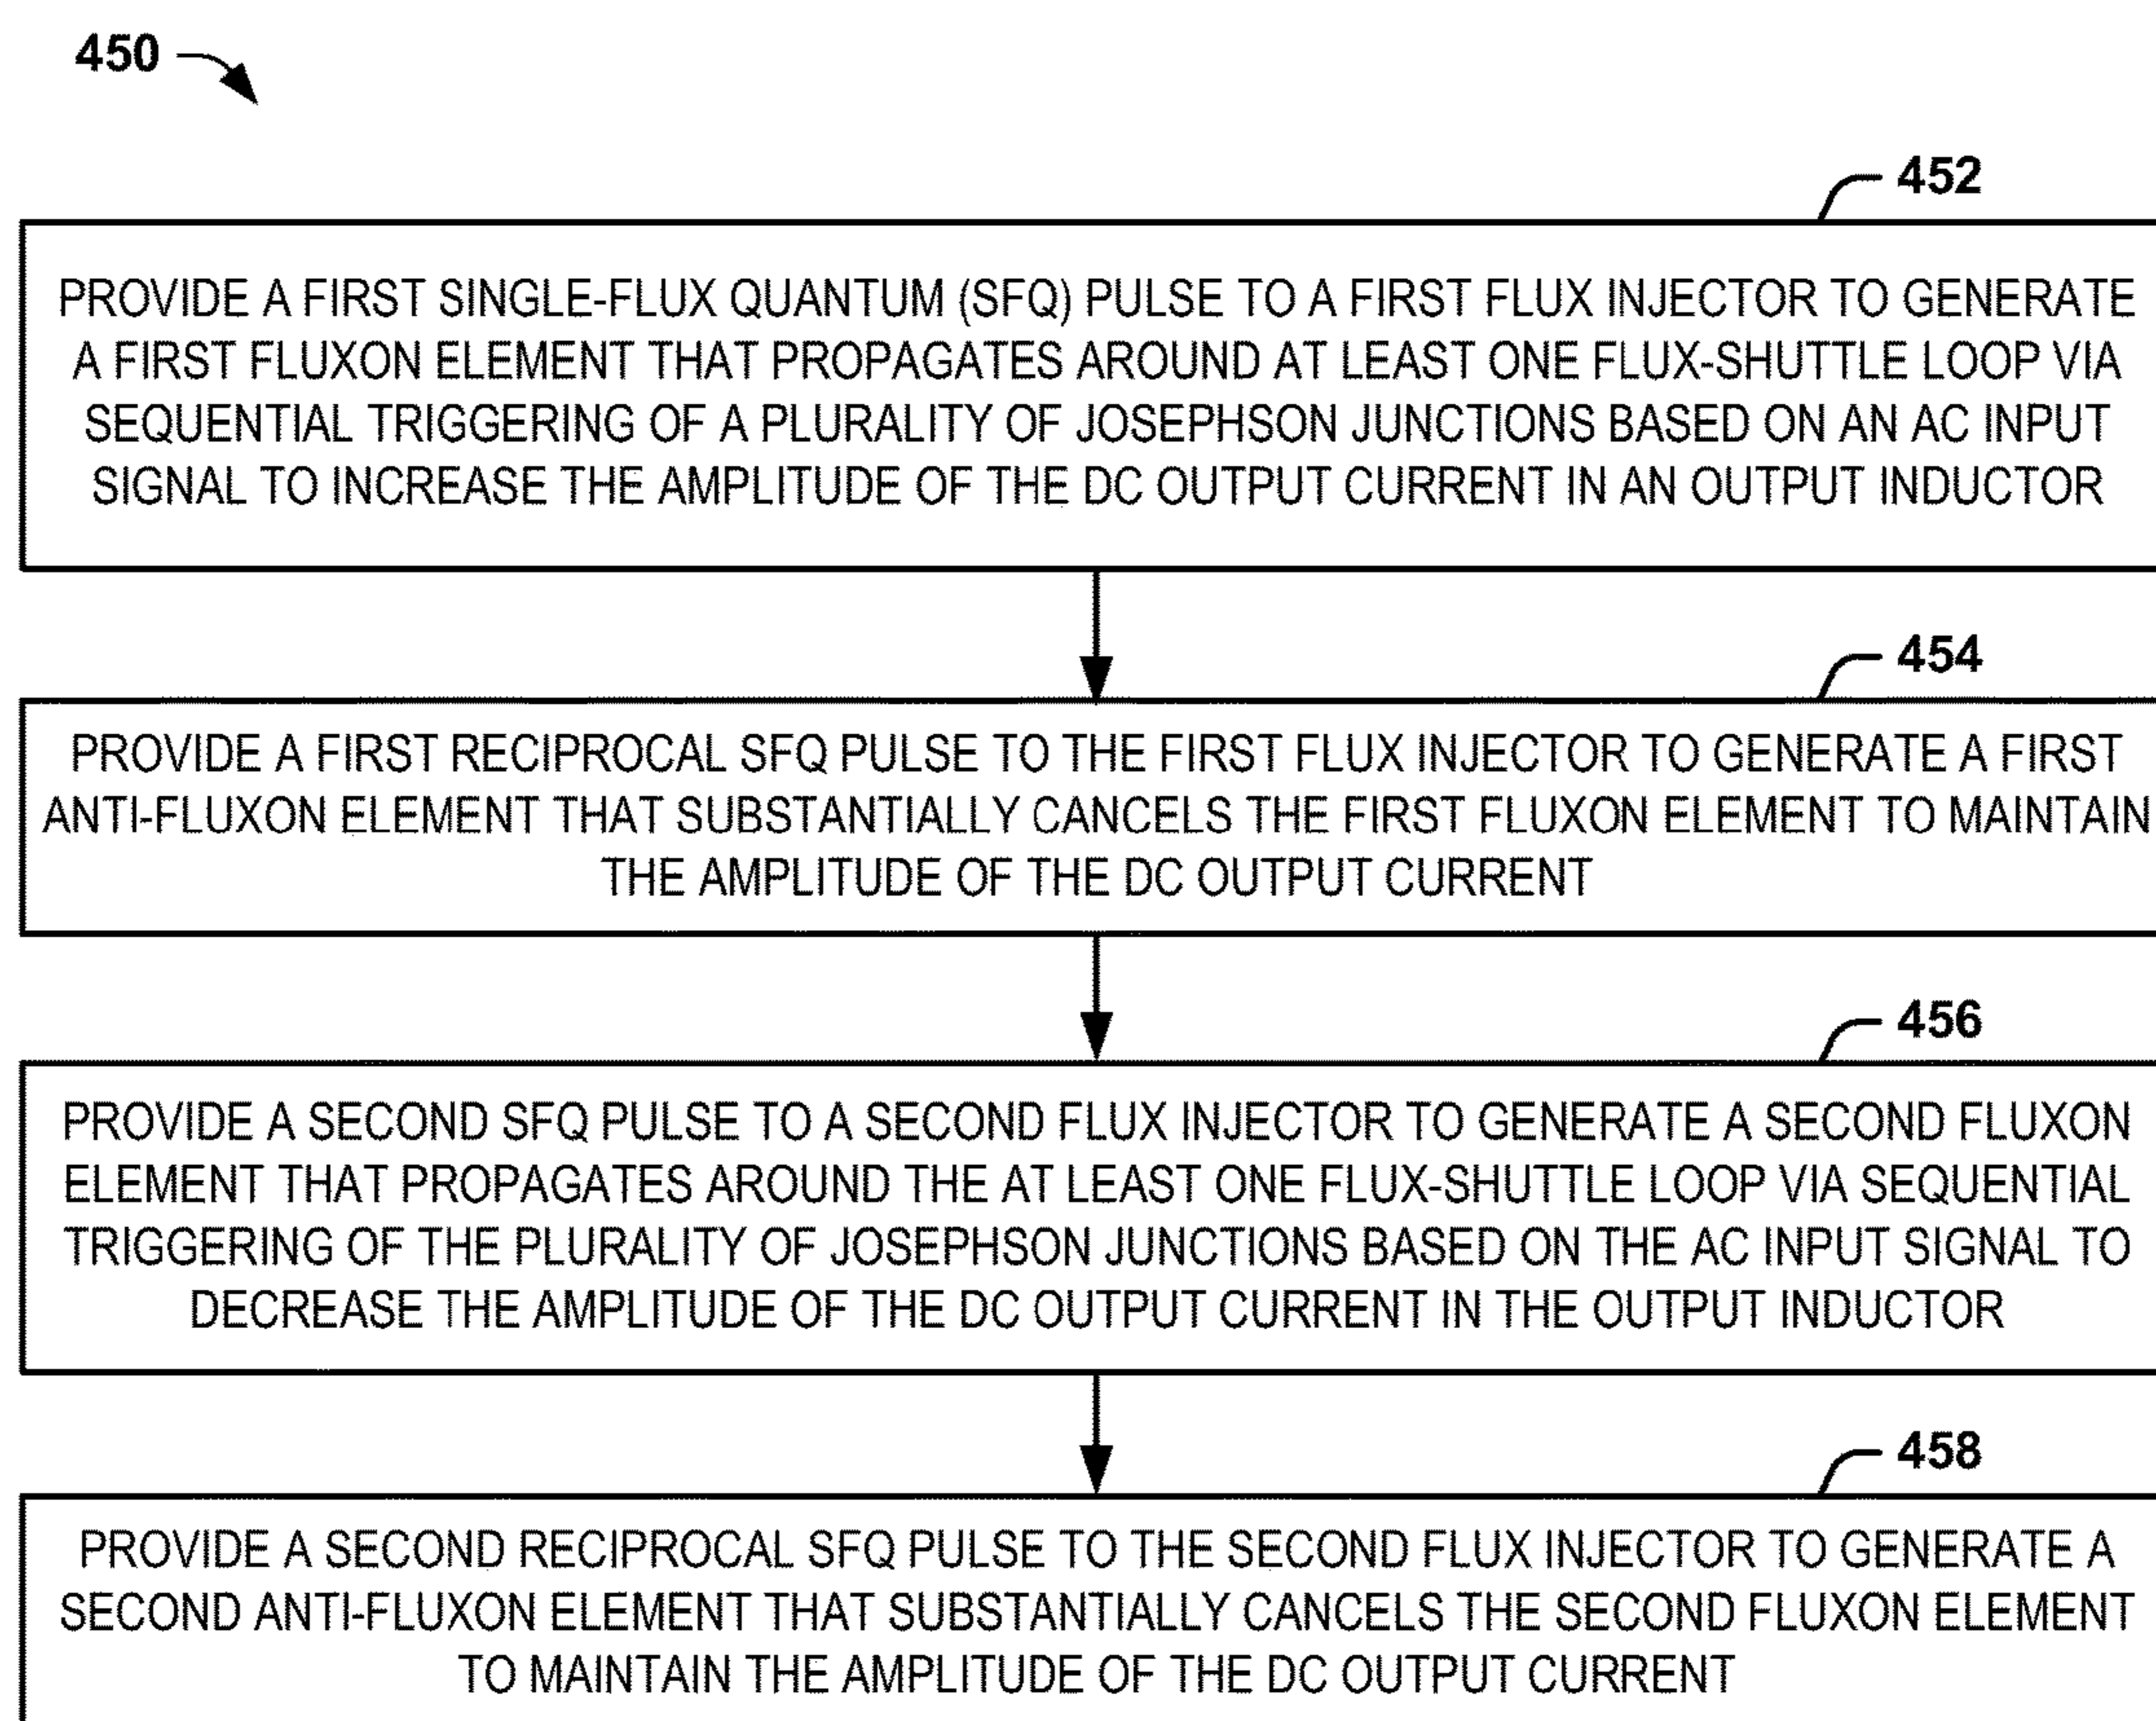 450
452
PROVIDE A FIRST SINGLE-FLUX QUANTUM (SFQ) PULSE TO A FIRST FLUX INJECTOR TO GENERATE
A FIRST FLUXON ELEMENT THAT PROPAGATES AROUND AT LEAST ONE FLUX-SHUTTLE LOOP VIA
SEQUENTIAL TRIGGERING OF A PLURALITY OF JOSEPHSON JUNCTIONS BASED ON AN AC INPUT
SIGNAL TO INCREASE THE AMPLITUDE OF THE DC OUTPUT CURRENT IN AN OUTPUT INDUCTOR
454
PROVIDE A FIRST RECIPROCAL SFQ PULSE TO THE FIRST FLUX INJECTOR TO GENERATE A FIRST
ANTI-FLUXON ELEMENT THAT SUBSTANTIALLY CANCELS THE FIRST FLUXON ELEMENT TO MAINTAIN
THE AMPLITUDE OF THE DC OUTPUT CURRENT
456
PROVIDE A SECOND SFQ PULSE TO A SECOND FLUX INJECTOR TO GENERATE A SECOND FLUXON
ELEMENT THAT PROPAGATES AROUND THE AT LEAST ONE FLUX-SHUTTLE LOOP VIA SEQUENTIAL
TRIGGERING OF THE PLURALITY OF JOSEPHSON JUNCTIONS BASED ON THE AC INPUT SIGNAL TO
DECREASE THE AMPLITUDE OF THE DC OUTPUT CURRENT IN THE OUTPUT INDUCTOR
458
PROVIDE A SECOND RECIPROCAL SFQ PULSE TO THE SECOND FLUX INJECTOR TO GENERATE A
SECOND ANTI-FLUXON ELEMENT THAT SUBSTANTIALLY CANCELS THE SECOND FLUXON ELEMENT
TO MAINTAIN THE AMPLITUDE OF THE DC OUTPUT CURRENT